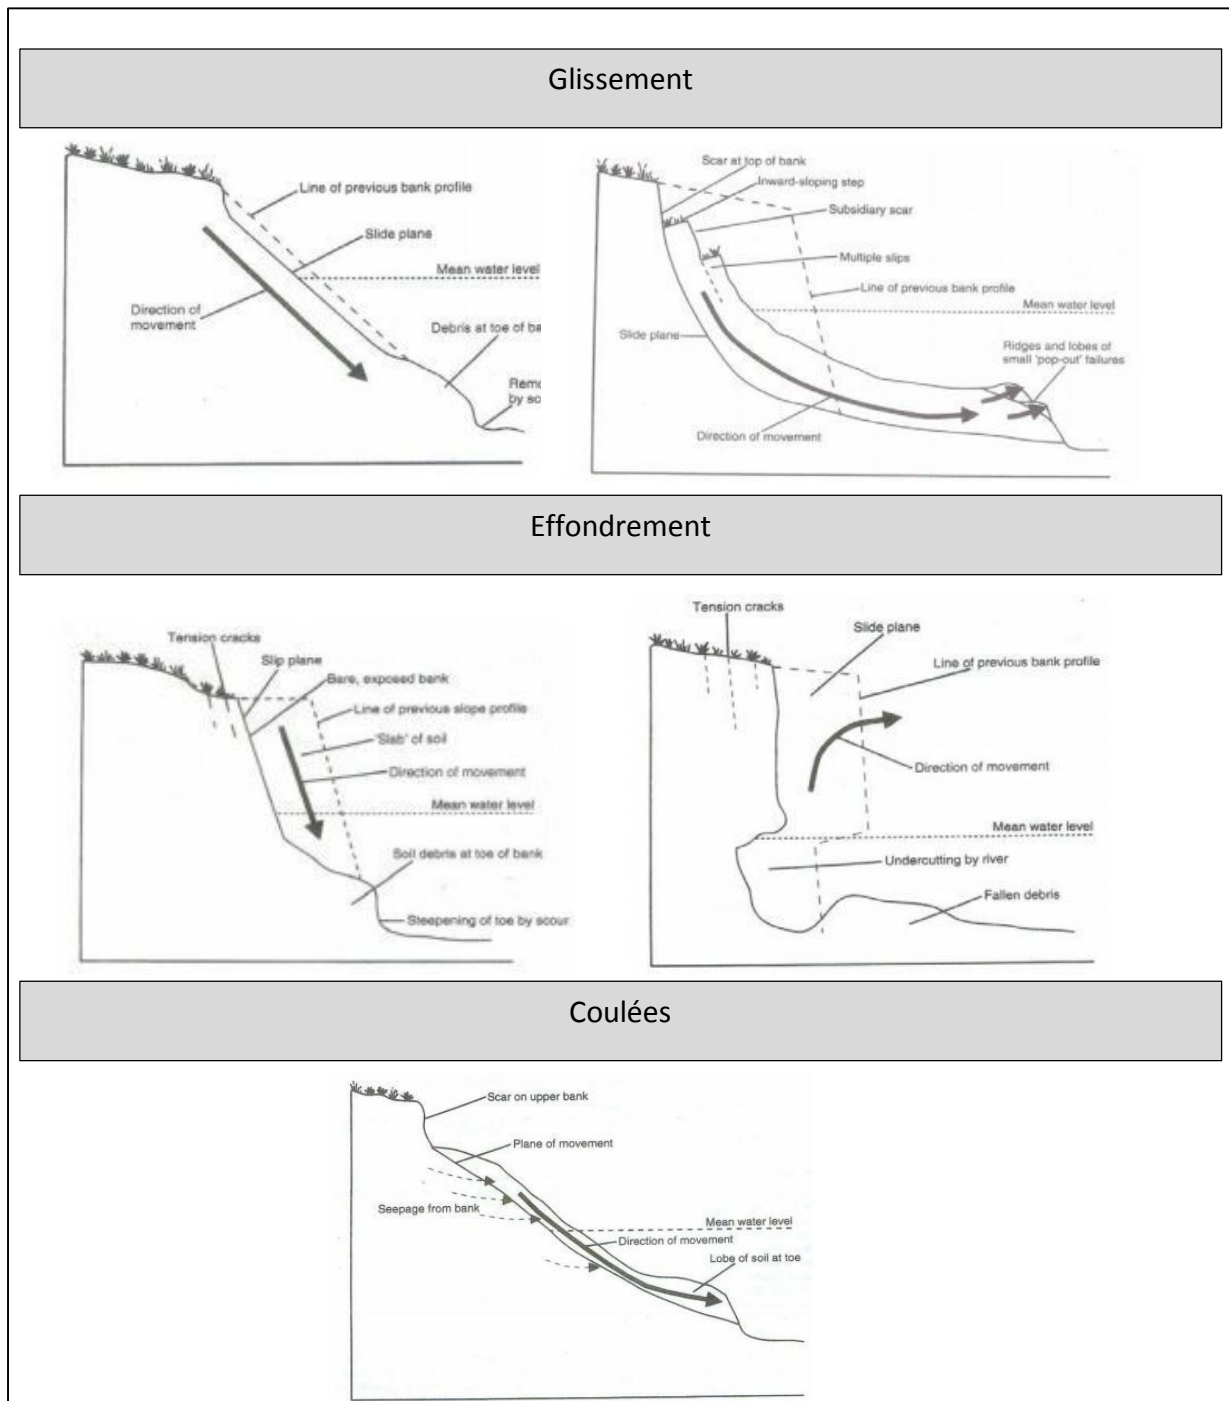 Glissement
Line of previous bank profile
Slide plane
Mean water level
Direction of
movement
Debris at toe of ba
Remo
by sc
Scar at top of bank
Inward-sloping step
Subsidiary scar
Multiple slips
Line of previous bank profile
Mean water level
Slide plane
Ridges and lobes of
small 'pop-out' failures
Direction of movement
Effondrement
Tension cracks
Slip plane
Bare, exposed bank
Line of previous slope profile
'Slab' of soil
Direction of movement
Mean water level
Soil debris at toe of bank
Steepening of toe by scour
Tension cracks
Slide plane
Line of previous bank profile
Direction of movement
Mean water level
Undercutting by river
Fallen debris
Coulées
Scar on upper bank
Plane of movement
Seepage from bank
Mean water level
Direction of movement
Lobe of soil at toe